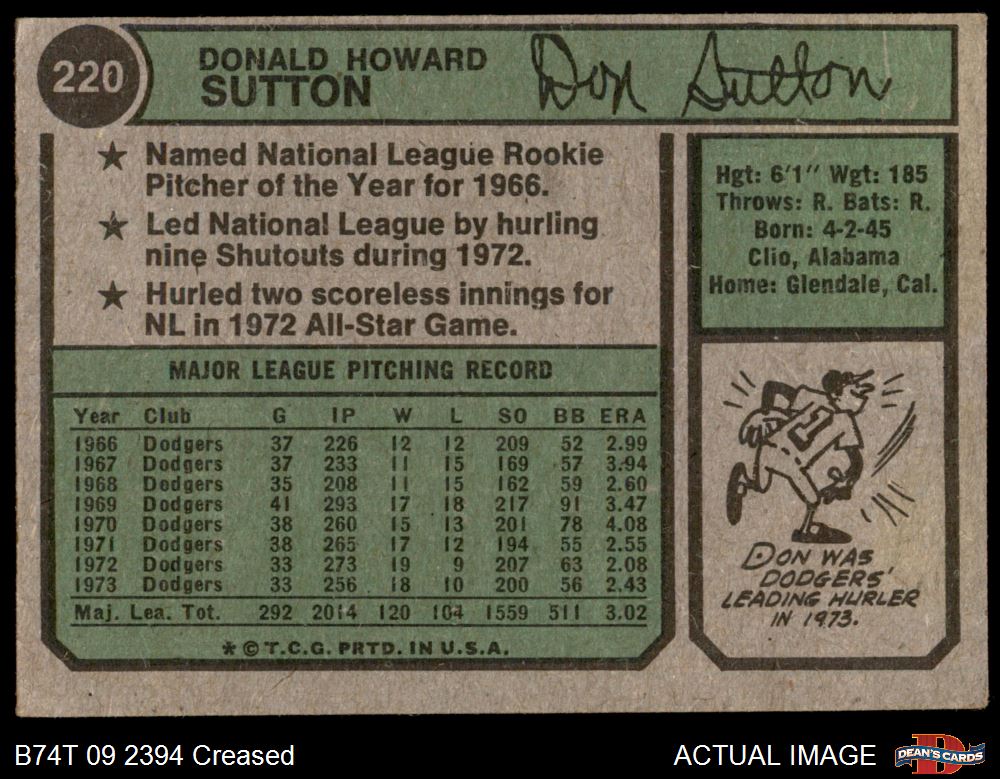 220
DONALD HOWARD
SUTTON
Don Sutton
★ Named National League Rookie
Pitcher of the Year for 1966.
★ Led National League by hurling
nine Shutouts during 1972.
★ Hurled two scoreless innings for
NL in 1972 All-Star Game.
Hgt: 6'1" Wgt: 185
Throws: R. Bats: R.
Born: 4-2-45
Clio, Alabama
Home: Glendale, Cal.
MAJOR LEAGUE PITCHING RECORD
Year Club G IP W L SO BB ERA
1966 Dodgers 37 226 12 12 209 52 2.99
1967 Dodgers 37 233 11 15 169 57 3.94
1968 Dodgers 35 208 11 15 162 59 2.60
1969 Dodgers 41 293 17 18 217 91 3.47
1970 Dodgers 38 260 15 13 201 78 4.08
1971 Dodgers 38 265 17 12 194 55 2.55
1972 Dodgers 33 273 19 9 207 63 2.08
1973 Dodgers 33 256 18 10 200 56 2.43
Maj. Lea. Tot. 292 2014 120 104 1559 511 3.02
* © T.C.G. PRTD. IN U.S.A.
DON WAS
DODGERS'
LEADING HURLER
IN 1973.
B74T 09 2394 Creased
ACTUAL IMAGE
DEAN'S CARDS